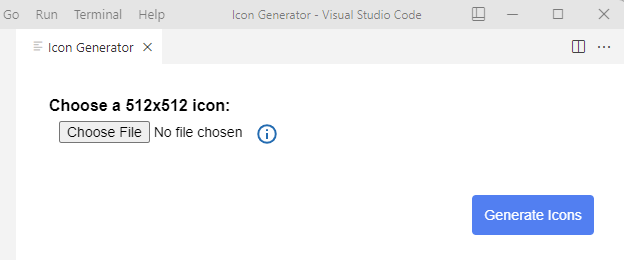 Go Run Terminal Help Icon Generator - Visual Studio Code
Icon Generator
Choose a 512x512 icon:
Choose File No file chosen
Generate Icons